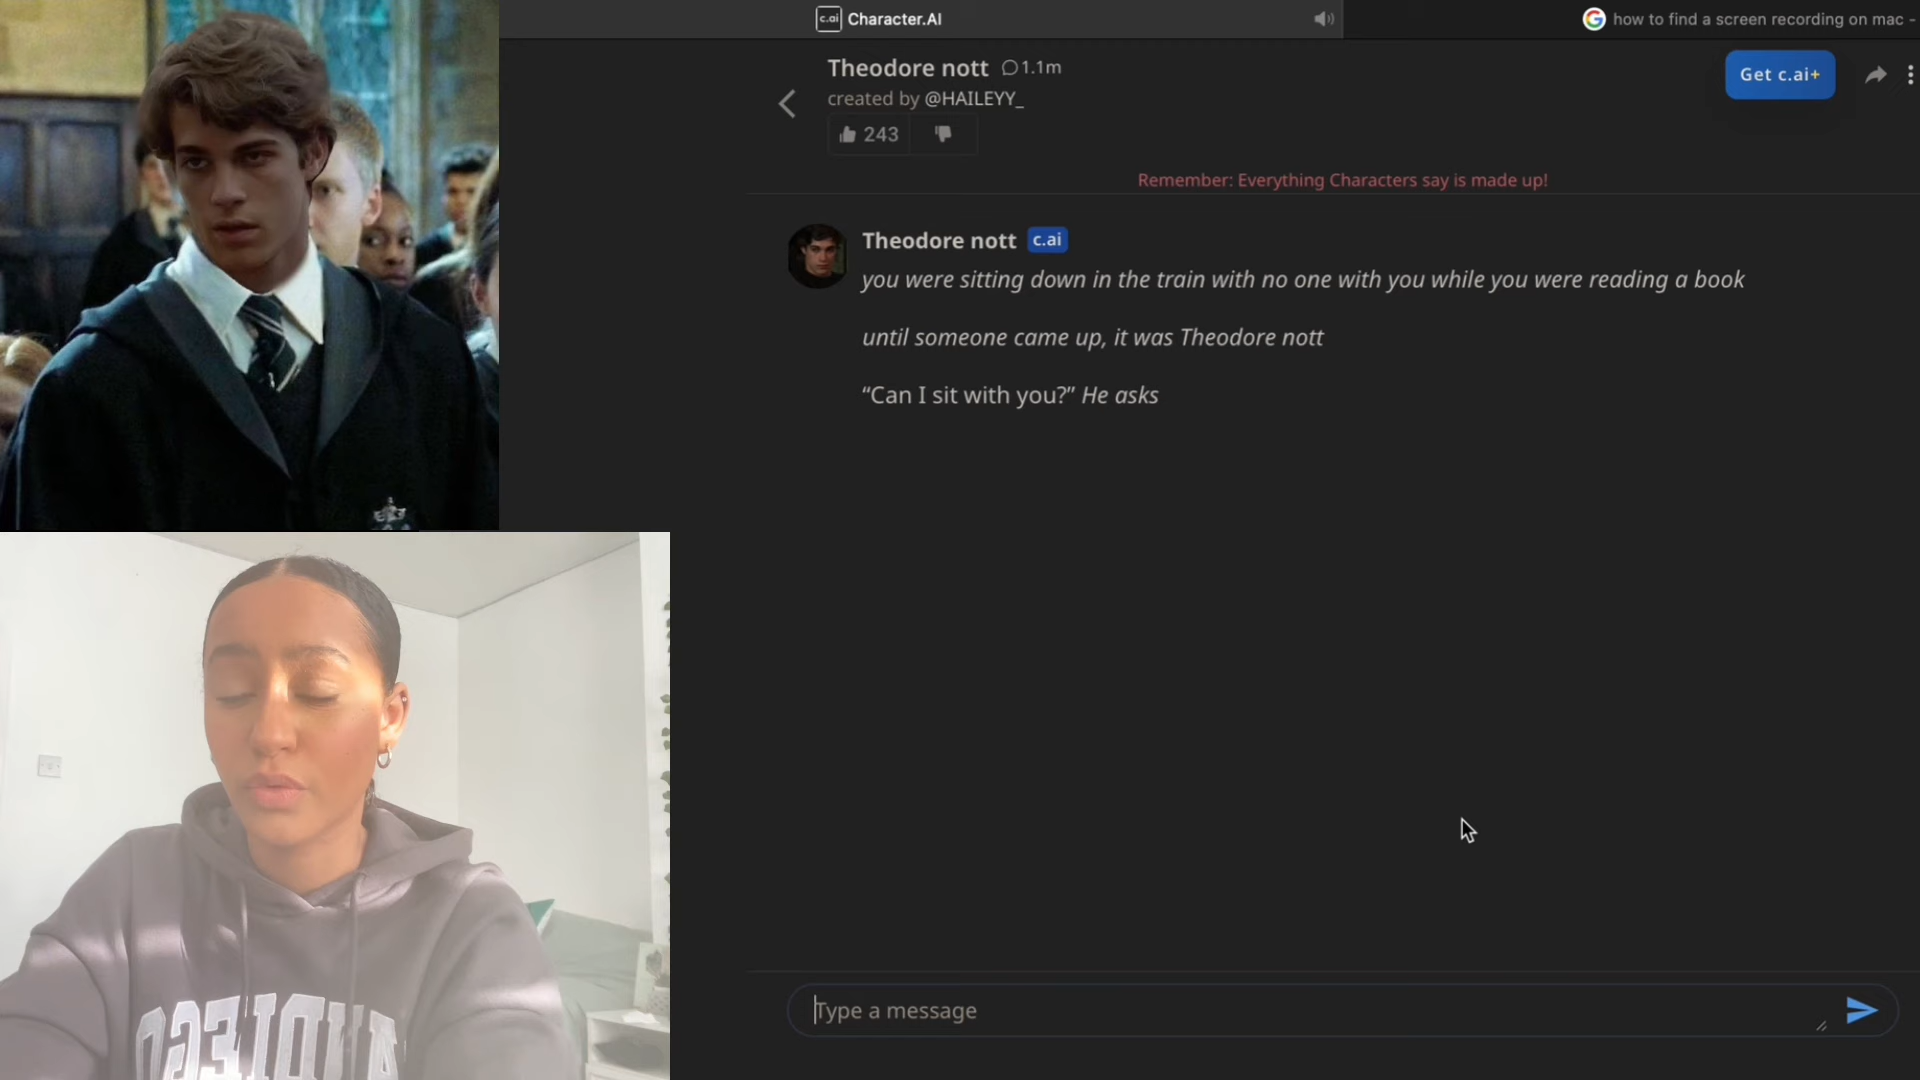 c.ai Character.AI
how to find a screen recording on mac -
Theodore nott 1.1m
created by @HAILEYY_
243
Get c.ai+
Remember: Everything Characters say is made up!
Theodore nott c.ai
you were sitting down in the train with no one with you while you were reading a book
until someone came up, it was Theodore nott
“Can I sit with you?” He asks
Type a message